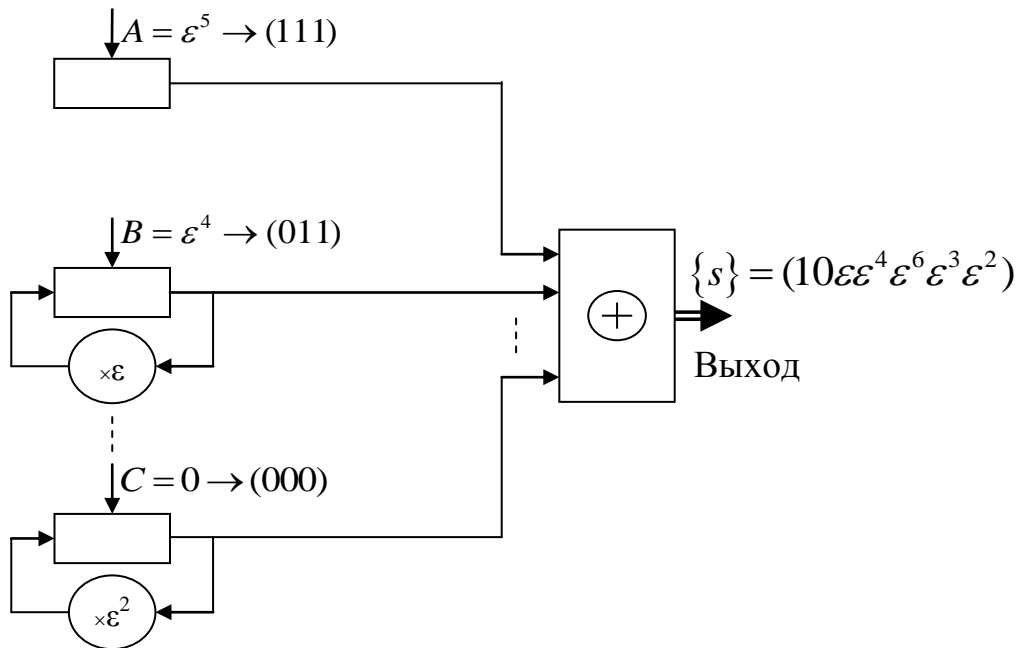 A = ε⁵ → (111)
B = ε⁴ → (011)
{s} = (10εε⁴ε⁶ε³ε²)
+
Выход
×ε
C = 0 → (000)
×ε²